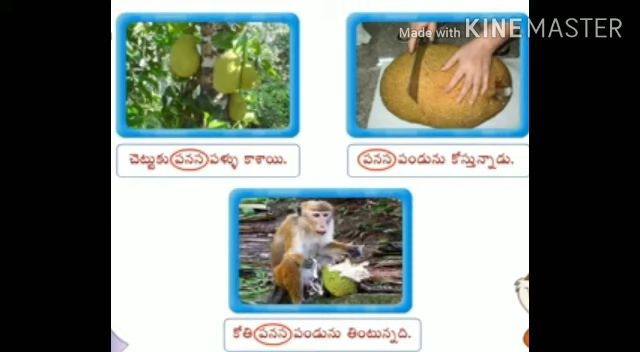 Made with KINEMASTER
చెట్టుకు పనస పళ్ళు కాశాయి.
పనస పండును కోస్తున్నాడు.
కోతి పనస పండును తింటున్నది.